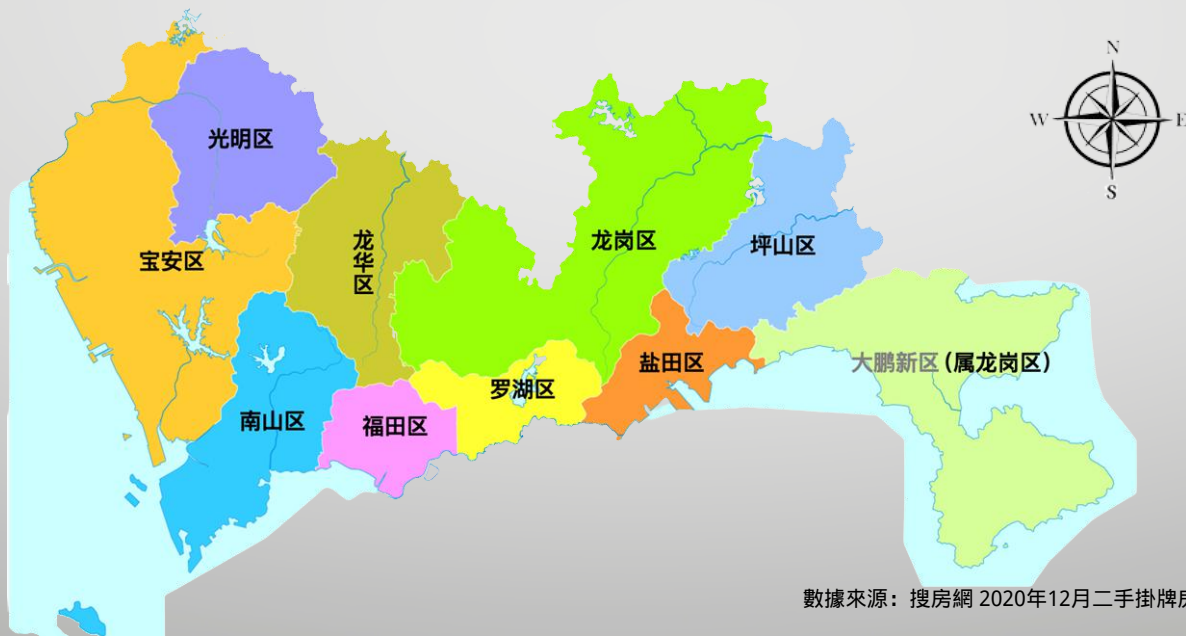 N
W
E
S
光明区
龙华区
龙岗区
宝安区
坪山区
盐田区
大鹏新区(属龙岗区)
罗湖区
南山区
福田区
數據來源：搜房網 2020年12月二手掛牌房